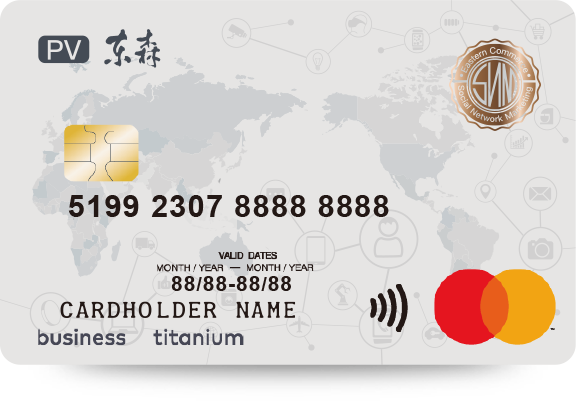 PV 东森
Eastern Commerce
SNM
Social Network Marketing
5199 2307 8888 8888
VALID DATES
MONTH / YEAR — MONTH / YEAR
88/88-88/88
CARDHOLDER NAME
business titanium